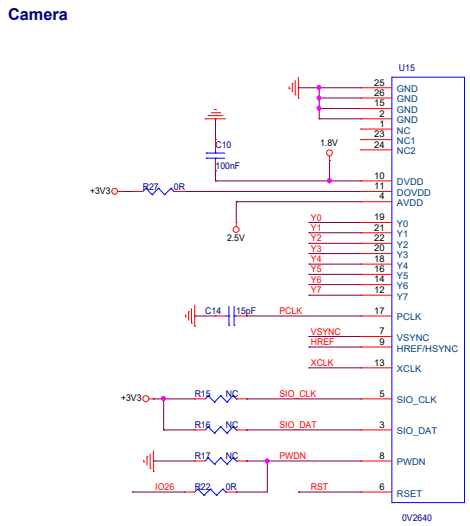 Camera
U15
25 GND
26 GND
15 GND
2 GND
1 NC
23 NC1
24 NC2
C10
100nF
1.8V
10 DVDD
+3V3 R27 0R 11 DOVDD
4 AVDD
2.5V
Y0 19 Y0
Y1 21 Y1
Y2 22 Y2
Y3 20 Y3
Y4 18 Y4
Y5 16 Y5
Y6 14 Y6
Y7 12 Y7
C14 15pF PCLK 17 PCLK
VSYNC 7 VSYNC
HREF 9 HREF/HSYNC
XCLK 13 XCLK
+3V3 R15 NC SIO_CLK 5 SIO_CLK
R16 NC SIO_DAT 3 SIO_DAT
R17 NC PWDN 8 PWDN
IO26 R22 0R RST 6 RSET
0V2640